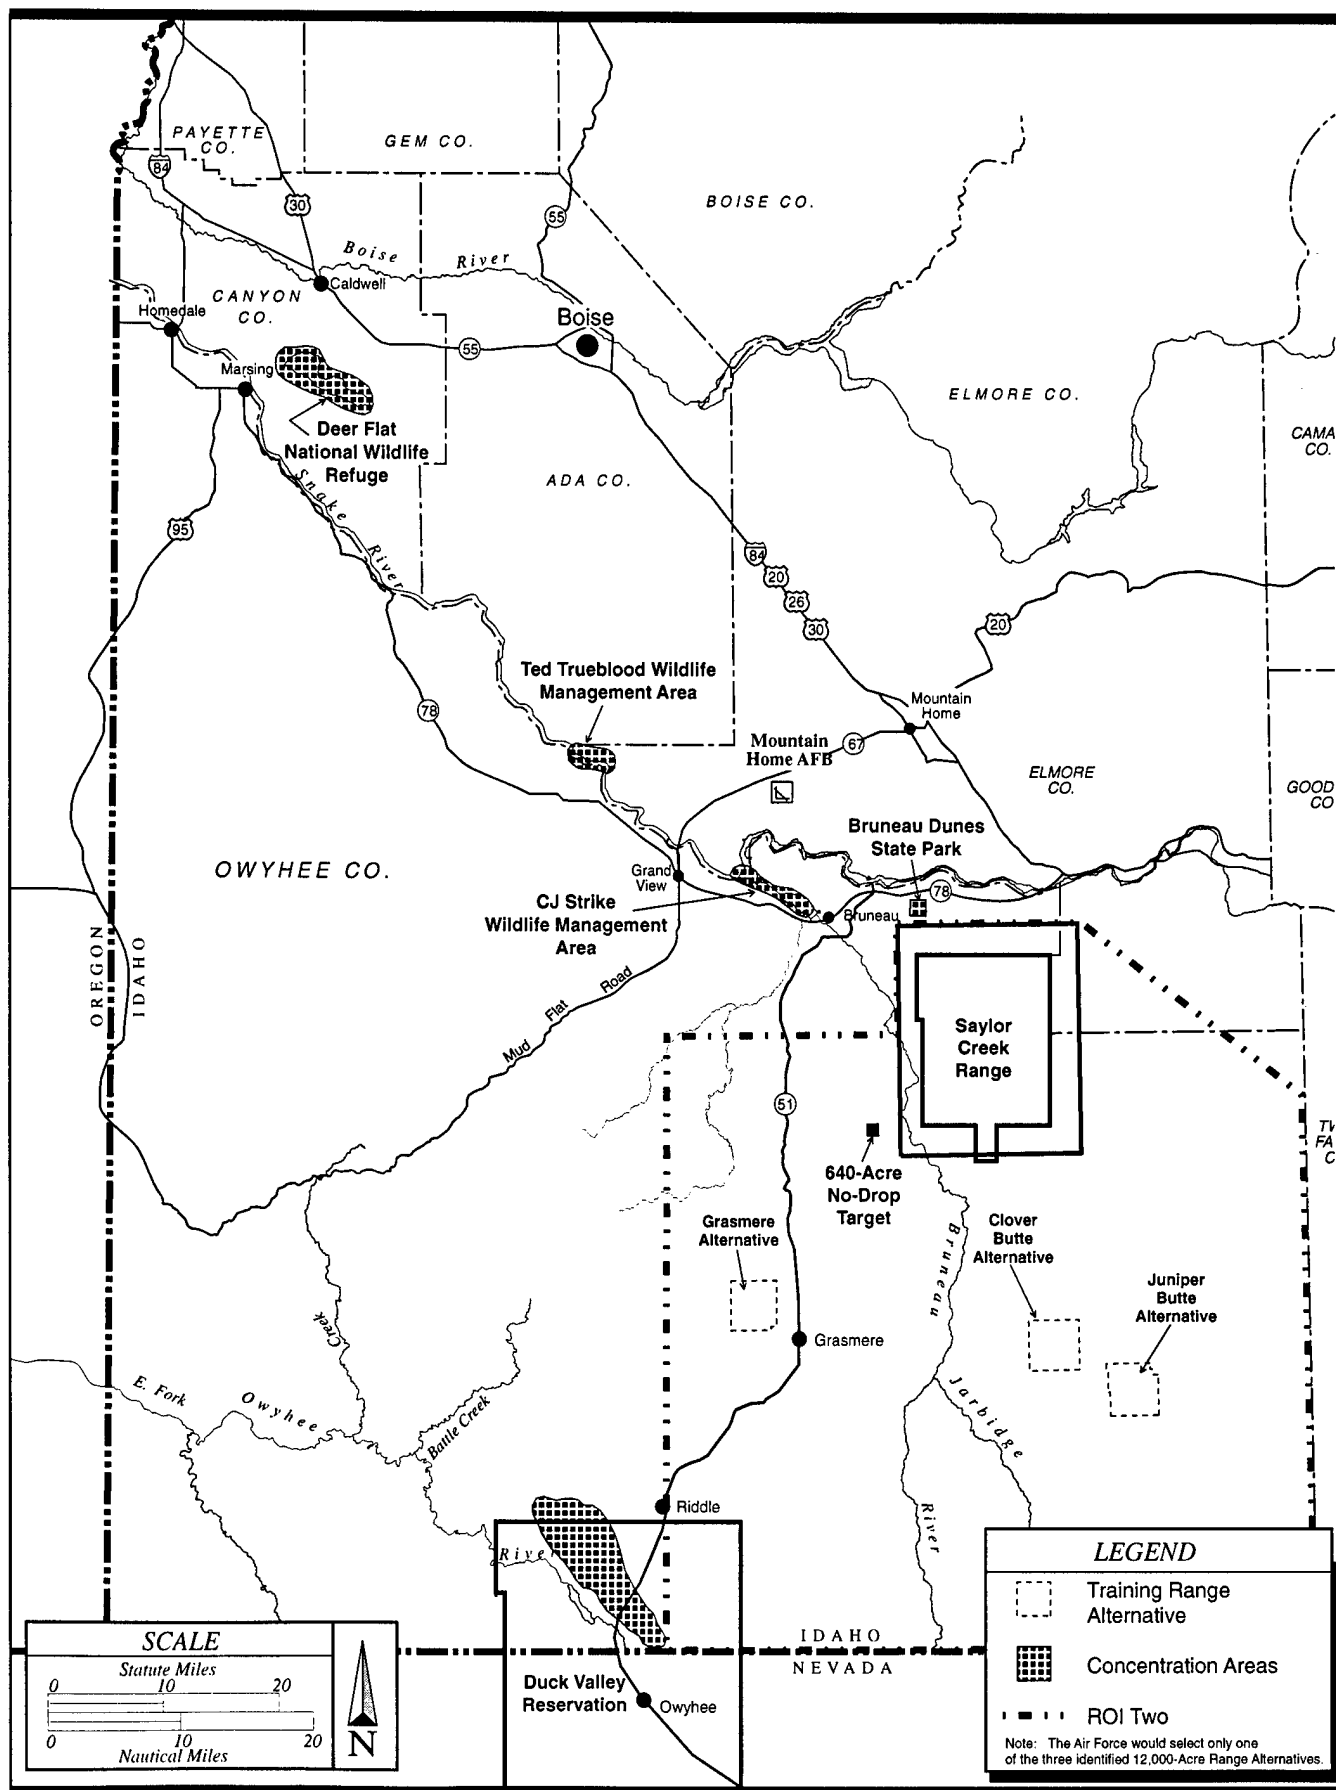 PAYETTE
CO.
GEM CO.
84
30
55
BOISE CO.
Boise River
Caldwell
CANYON
CO.
Homedale
Boise
55
Marsing
Deer Flat
National Wildlife
Refuge
ELMORE CO.
CAMA
CO.
ADA CO.
Snake River
95
84
20
26
30
20
Ted Trueblood Wildlife
Management Area
78
Mountain
Home
67
Mountain
Home AFB
ELMORE
CO.
GOOD
CO
Bruneau Dunes
State Park
OWYHEE CO.
Grand
View
78
CJ Strike
Wildlife Management
Area
Bruneau
OREGON
IDAHO
Mud Flat Road
Saylor
Creek
Range
51
640-Acre
No-Drop
Target
TW
FA
C
Grasmere
Alternative
Clover
Butte
Alternative
Bruneau
Juniper
Butte
Alternative
Creek
Grasmere
E. Fork Owyhee
Battle Creek
Jarbidge
Riddle
River
River
LEGEND
Training Range
Alternative
Concentration Areas
ROI Two
Note: The Air Force would select only one
of the three identified 12,000-Acre Range Alternatives.
IDAHO
NEVADA
SCALE
Statute Miles
0 10 20
0 10 20
Nautical Miles
N
Duck Valley
Reservation
Owyhee